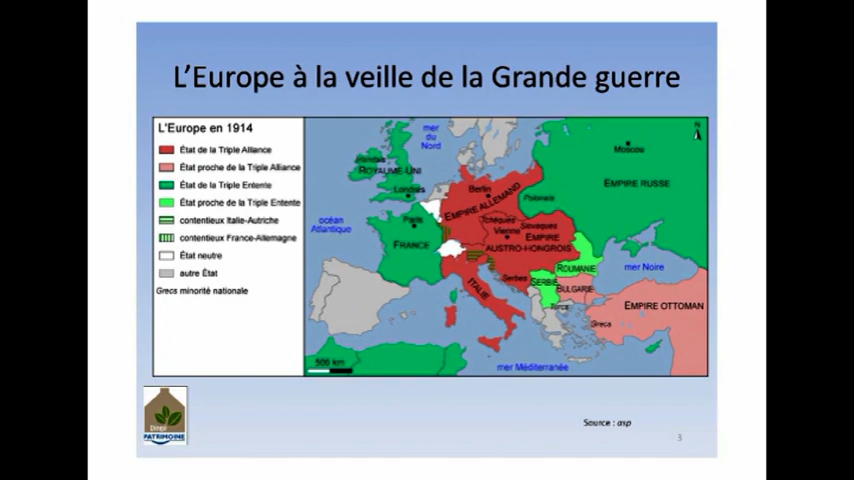 L'Europe à la veille de la Grande guerre
L'Europe en 1914
État de la Triple Alliance
État proche de la Triple Alliance
État de la Triple Entente
État proche de la Triple Entente
contentieux Italie-Autriche
contentieux France-Allemagne
État neutre
autre État
Grecs minorité nationale
N
mer
du
Nord
Moscou
Irlandais
ROYAUME-UNI
EMPIRE RUSSE
Londres
Berlin
EMPIRE ALLEMAND
Polonais
océan
Atlantique
Paris
Tchèques
Slovaques
Vienne
FRANCE
EMPIRE
AUSTRO-HONGROIS
mer Noire
ROUMANIE
Serbes
SERBIE
ITALIE
BULGARIE
EMPIRE OTTOMAN
Turcs
Grecs
500 km
mer Méditerranée
Dinopl
PATRIMOINE
Source : asp
3